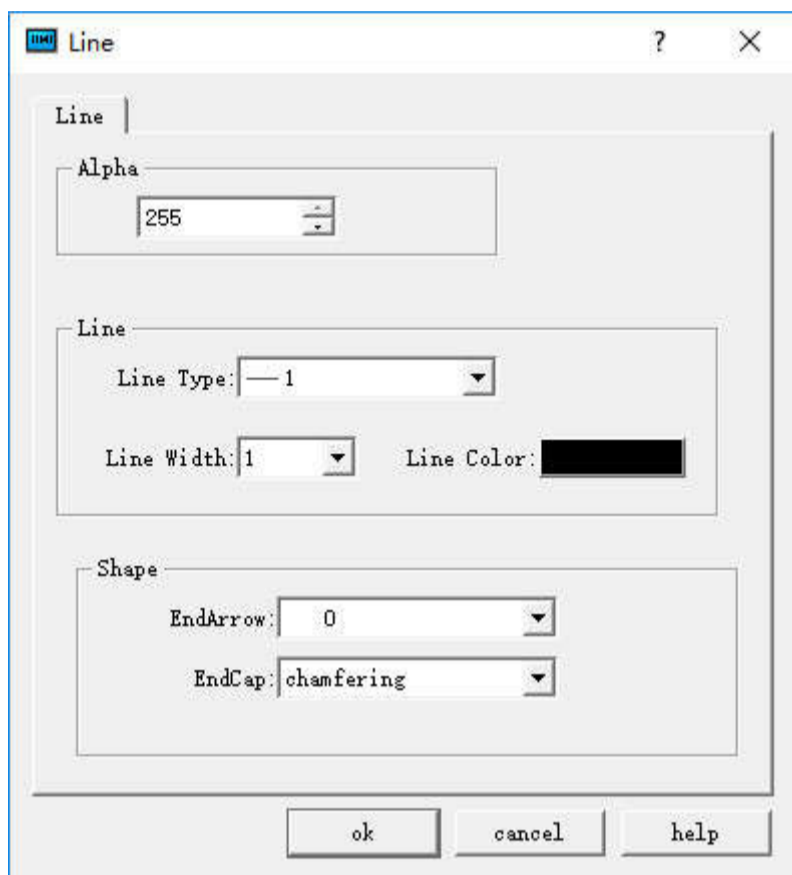 Line
?
Line
Alpha
255
Line
Line Type: 1
Line Width: 1 Line Color:
Shape
EndArrow: 0
EndCap: chamfering
ok cancel help